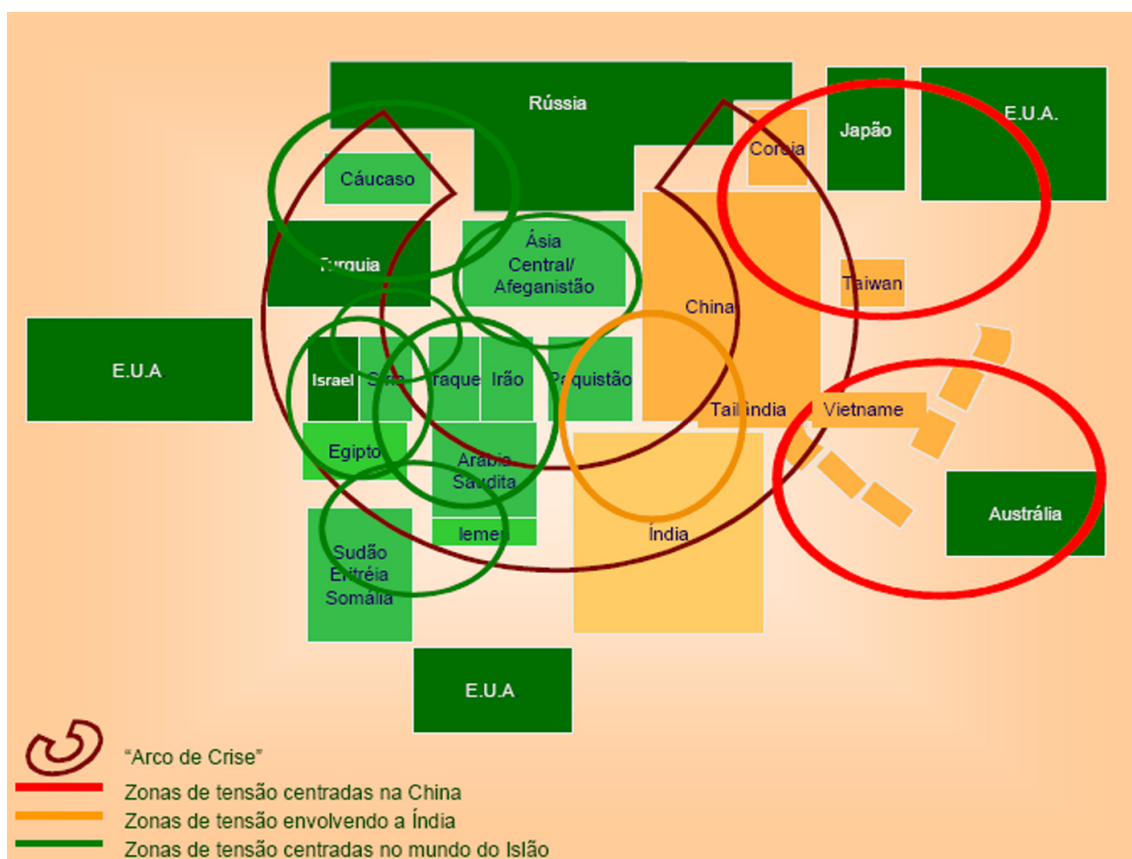 Rússia
E.U.A.
Japão
Coreia
Cáucaso
Turquia
Ásia
Central/
Afeganistão
Taiwan
China
E.U.A
Israel
Síria
Iraque
Irão
Paquistão
Tailândia
Vietname
Egipto
Arábia
Saudita
Iemen
Índia
Austrália
Sudão
Eritréia
Somália
E.U.A
“Arco de Crise”
Zonas de tensão centradas na China
Zonas de tensão envolvendo a Índia
Zonas de tensão centradas no mundo do Islão